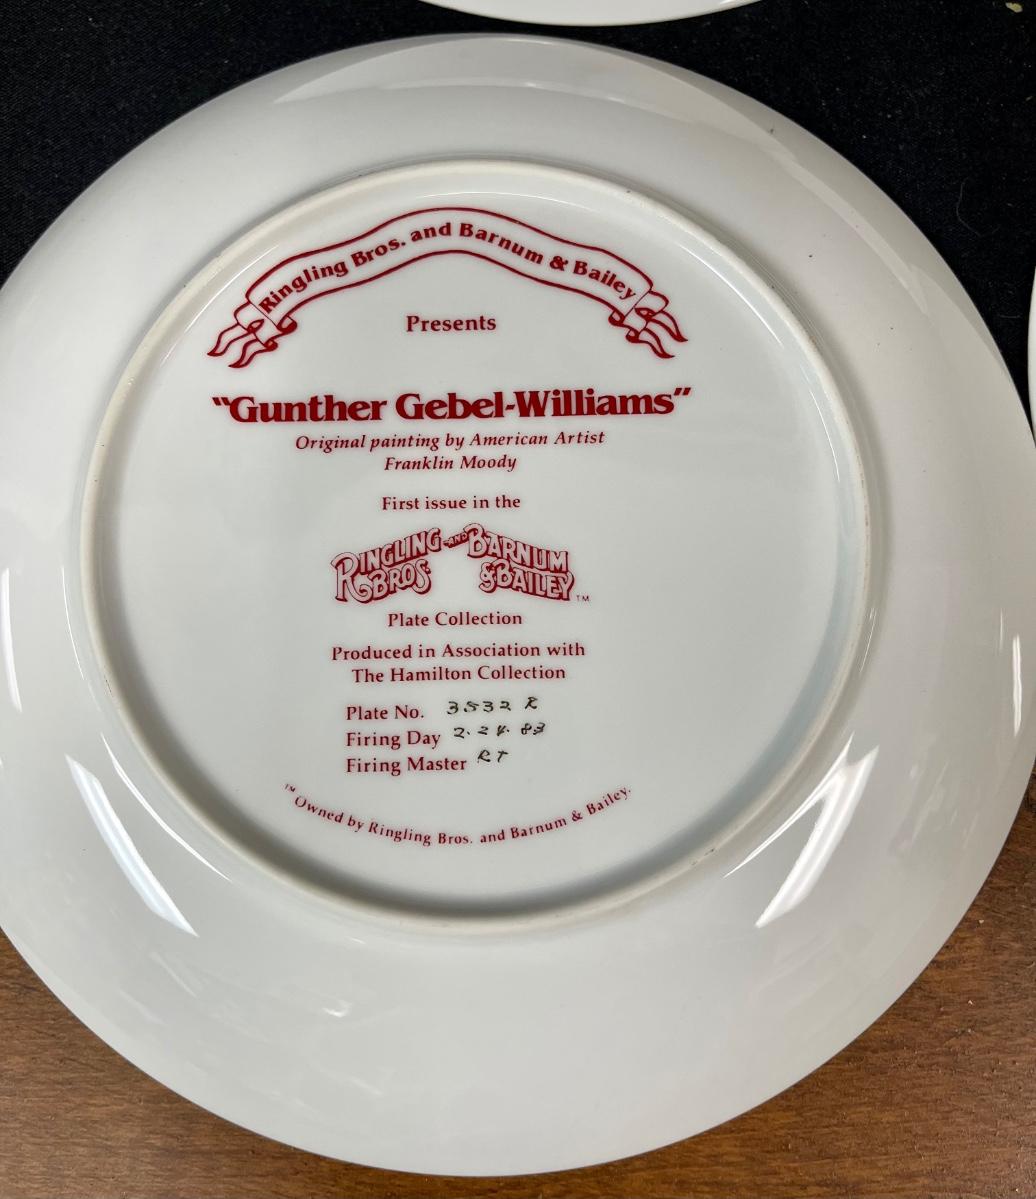 Ringling Bros. and Barnum & Bailey
Presents
"Gunther Gebel-Williams"
Original painting by American Artist
Franklin Moody
First issue in the
RINGLING BROS. AND BARNUM & BAILEY TM
Plate Collection
Produced in Association with
The Hamilton Collection
Plate No. 3532 R
Firing Day 2.24.83
Firing Master RT
TM Owned by Ringling Bros. and Barnum & Bailey.